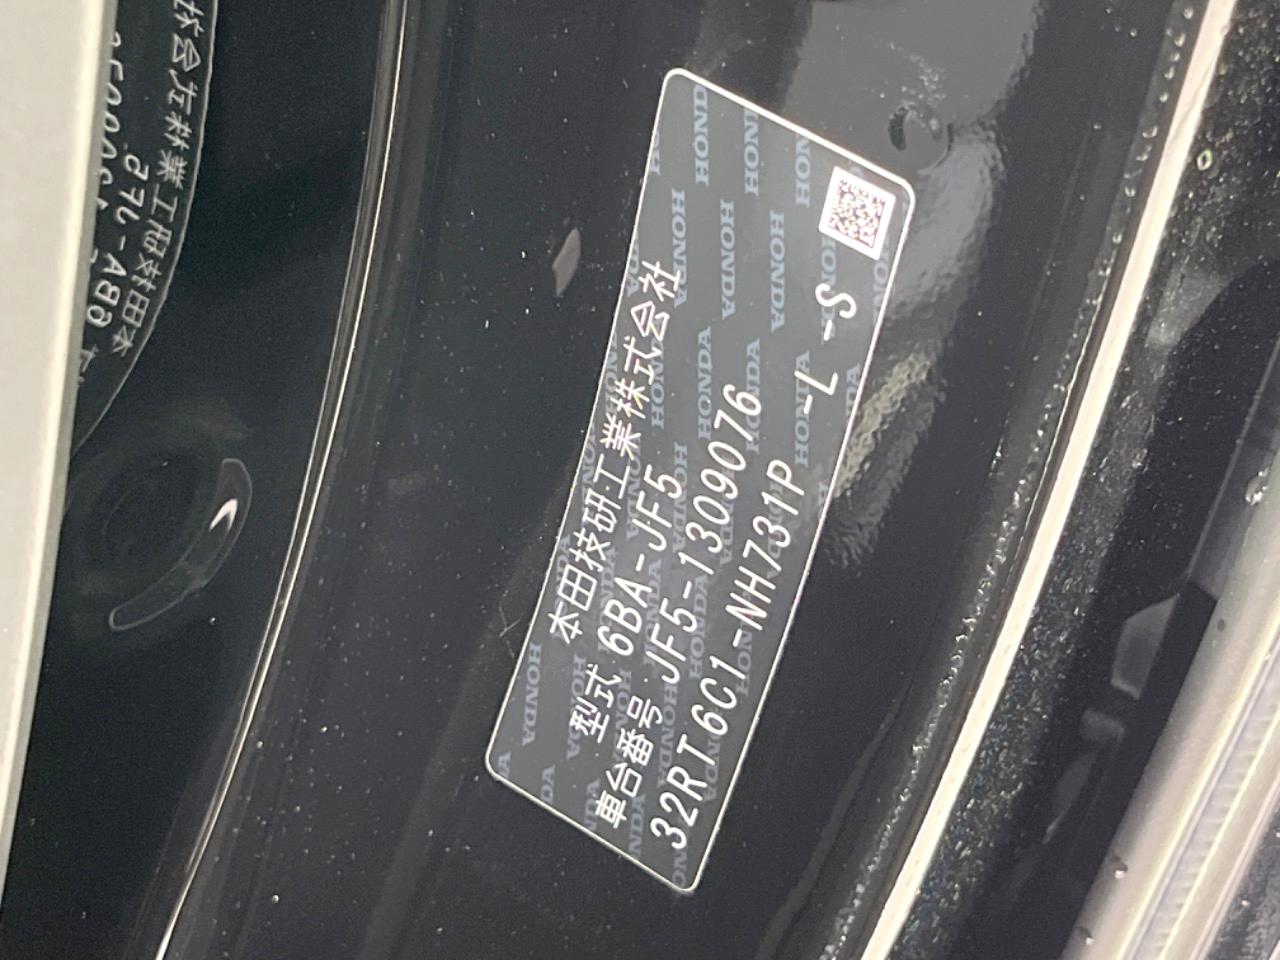 本田技研工業株式会社
型式 6BA-JF5
車台番号 JF5-1309076
32RT6C1-NH731P-L-S
HONDA